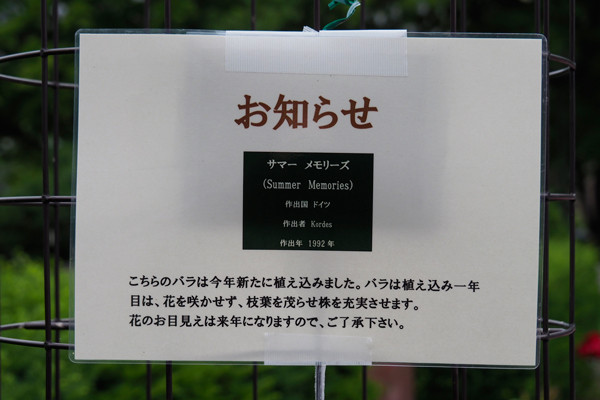 お知らせ
サマー メモリーズ
(Summer Memories)
作出国 ドイツ
作出者 Kordes
作出年 1992年
こちらのバラは今年新たに植え込みました。バラは植え込み一年
目は、花を咲かせず、枝葉を茂らせ株を充実させます。
花のお目見えは来年になりますので、ご了承下さい。